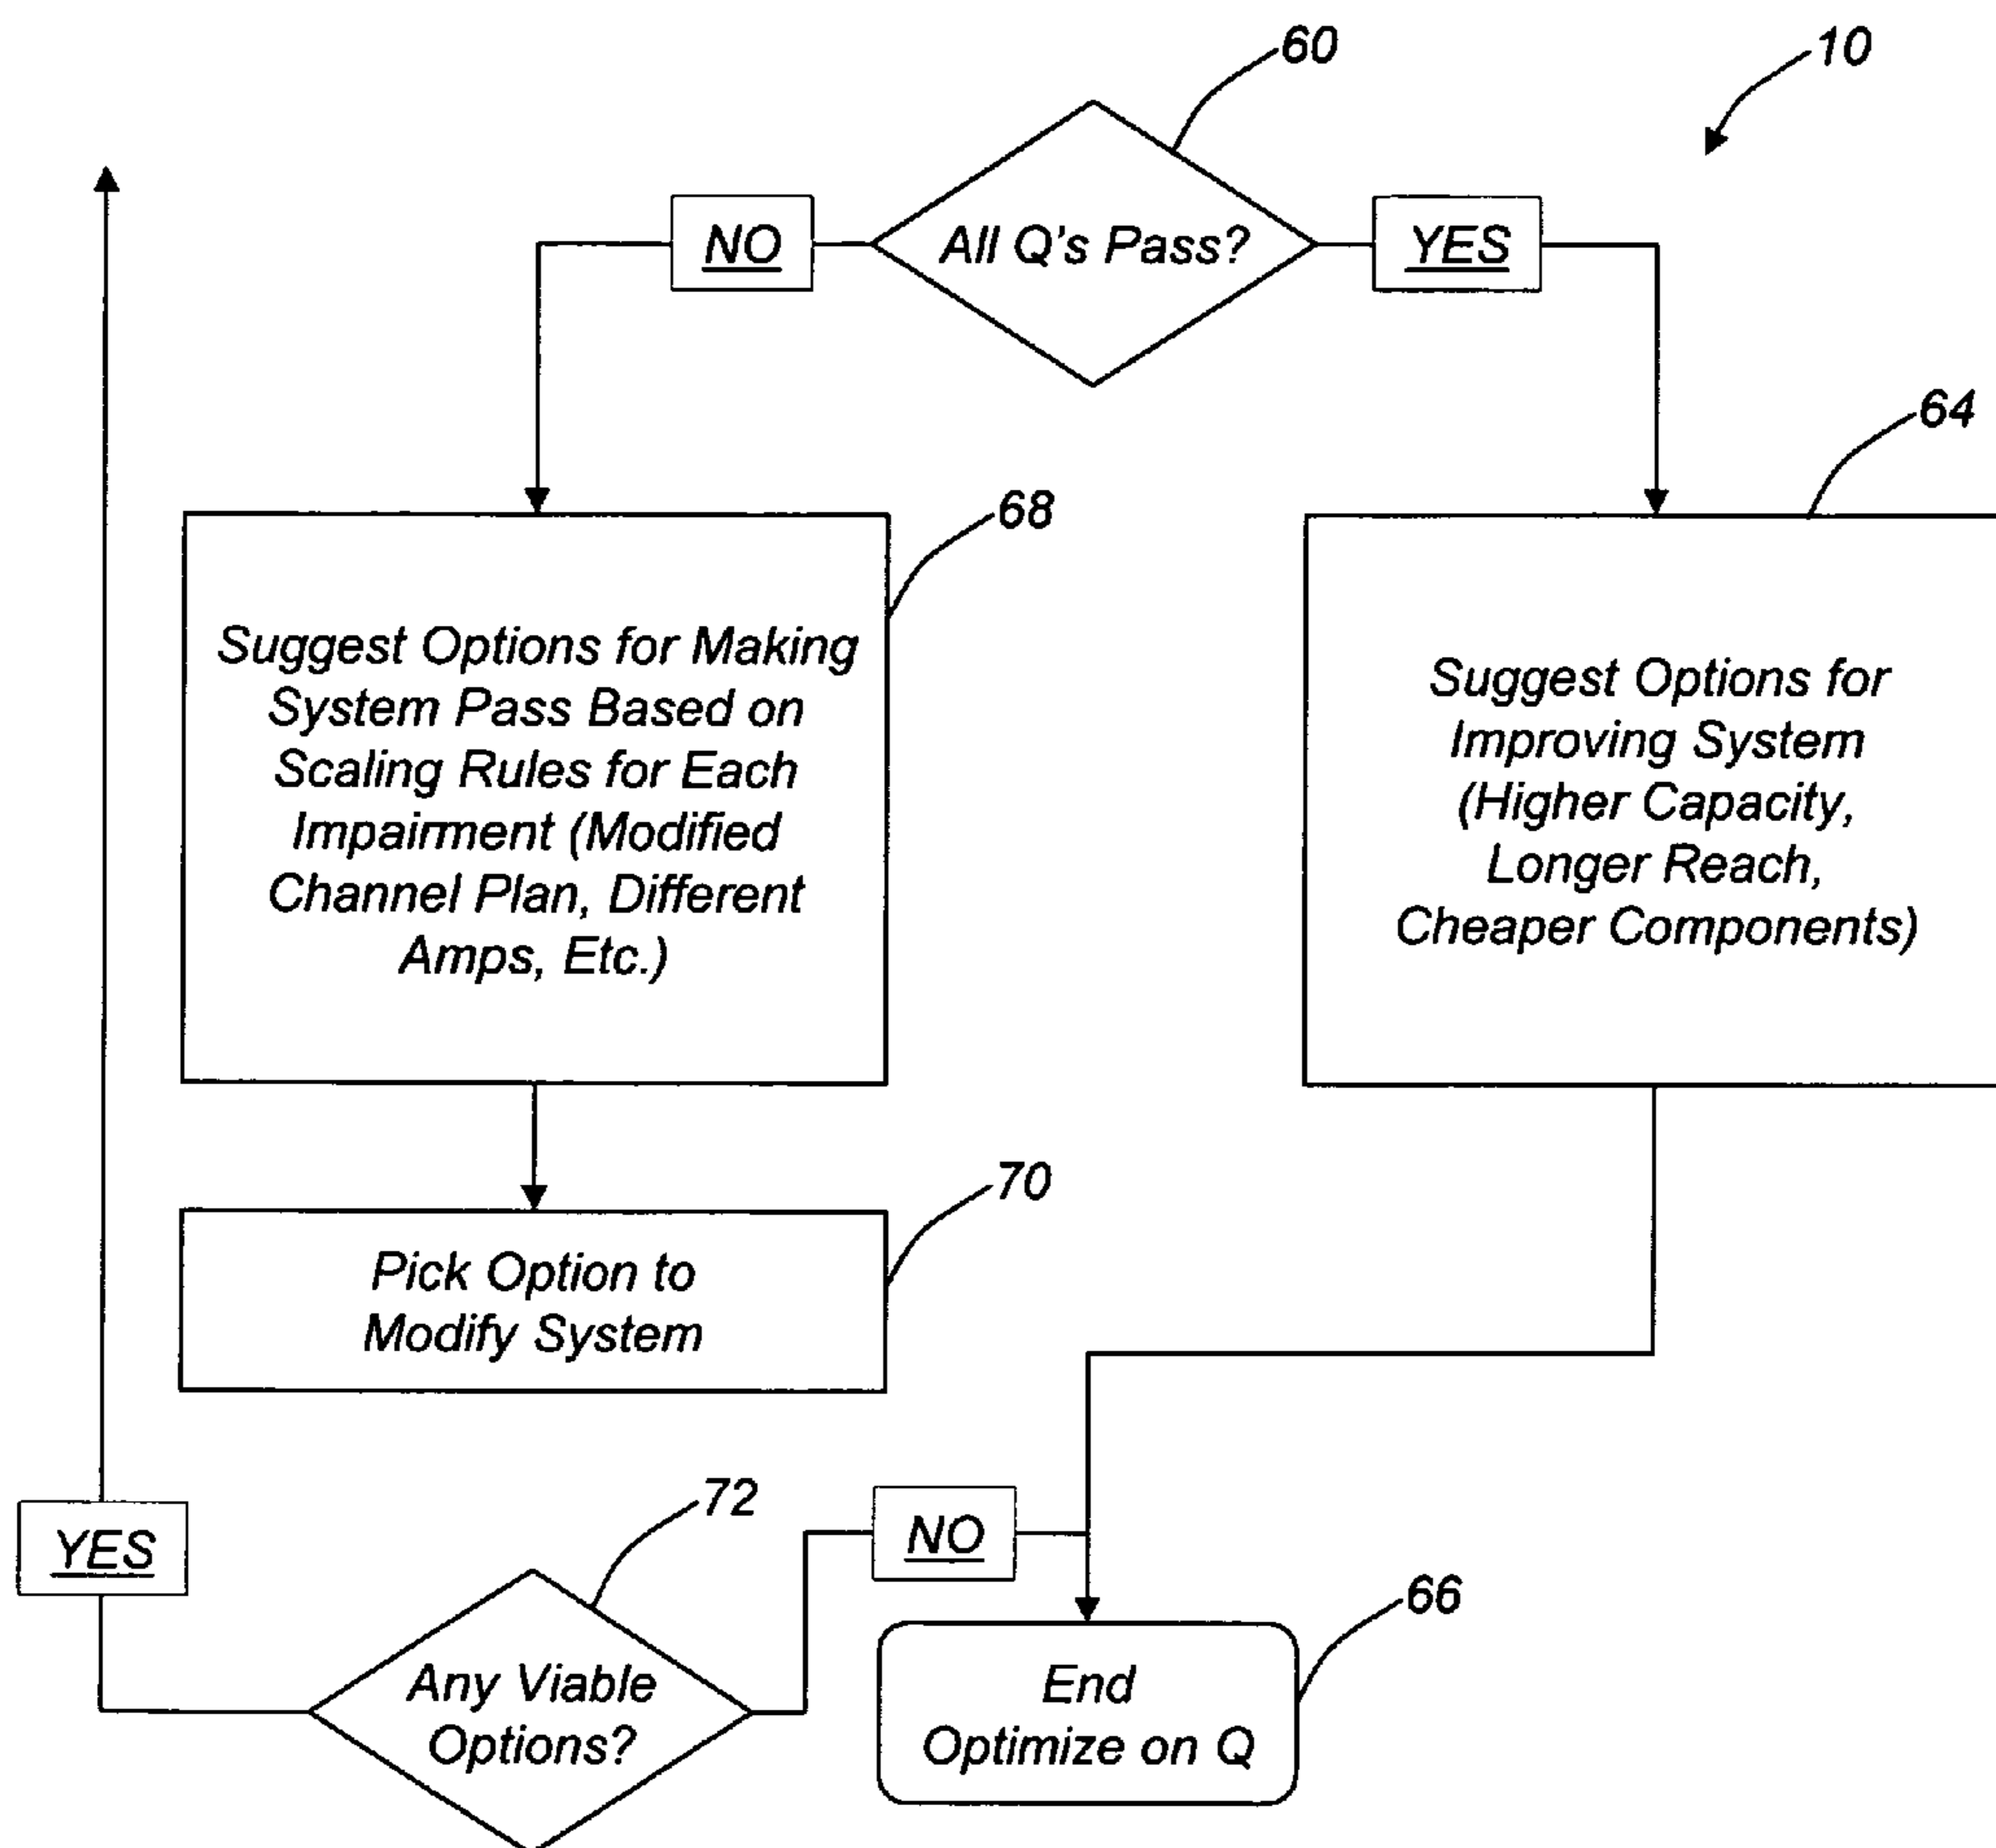 60
10
NO
All Q's Pass?
YES
64
68
Suggest Options for Making
System Pass Based on
Scaling Rules for Each
Impairment (Modified
Channel Plan, Different
Amps, Etc.)
Suggest Options for
Improving System
(Higher Capacity,
Longer Reach,
Cheaper Components)
70
Pick Option to
Modify System
72
YES
NO
66
Any Viable
Options?
End
Optimize on Q